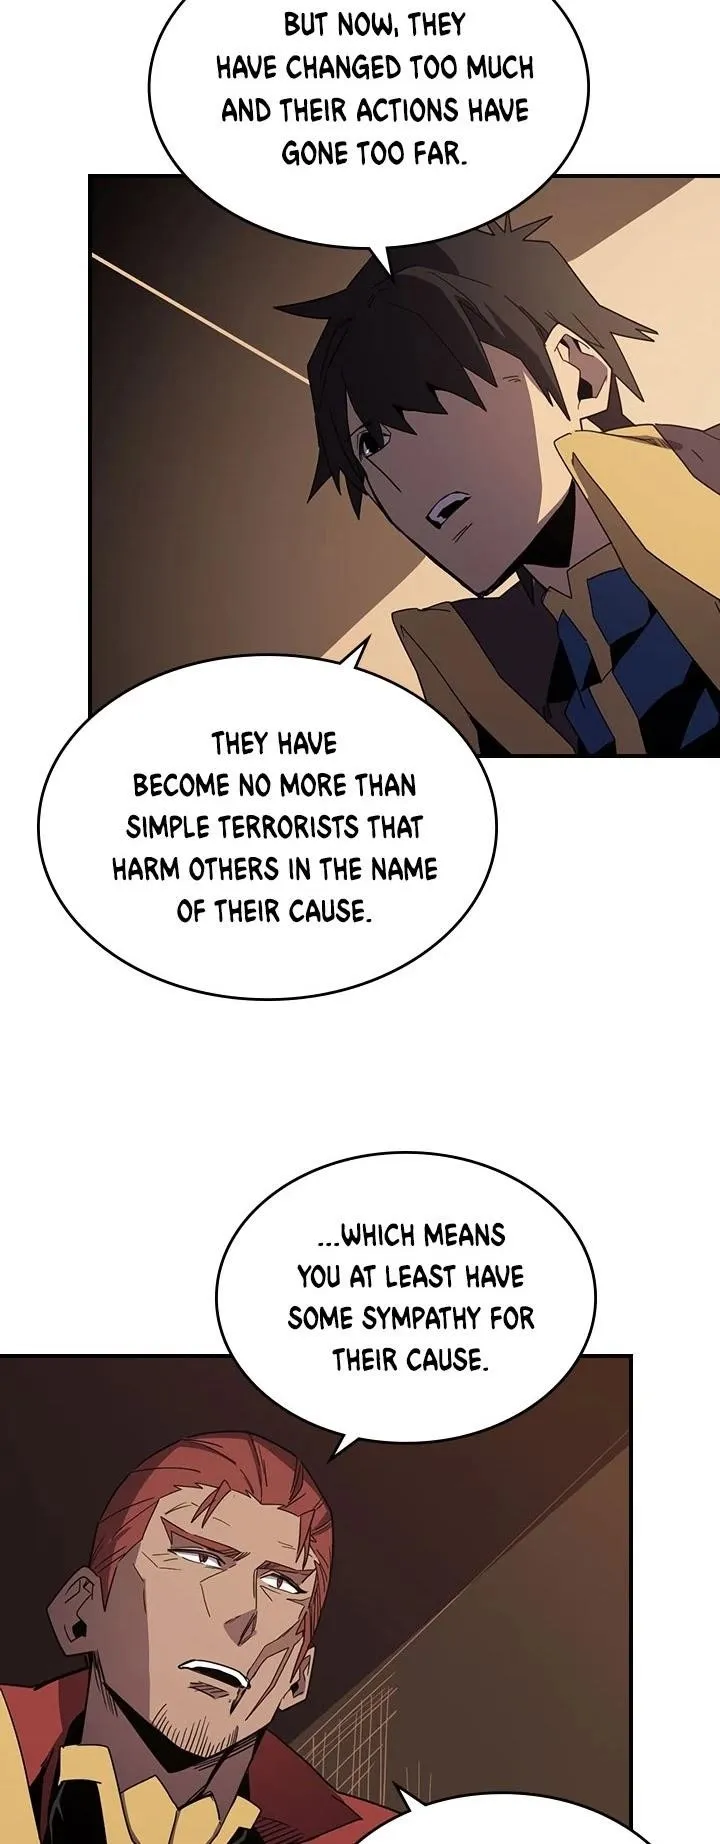 BUT NOW, THEY
HAVE CHANGED TOO MUCH
AND THEIR ACTIONS HAVE
GONE TOO FAR.
THEY HAVE
BECOME NO MORE THAN
SIMPLE TERRORISTS THAT
HARM OTHERS IN THE NAME
OF THEIR CAUSE.
...WHICH MEANS
YOU AT LEAST HAVE
SOME SYMPATHY FOR
THEIR CAUSE.